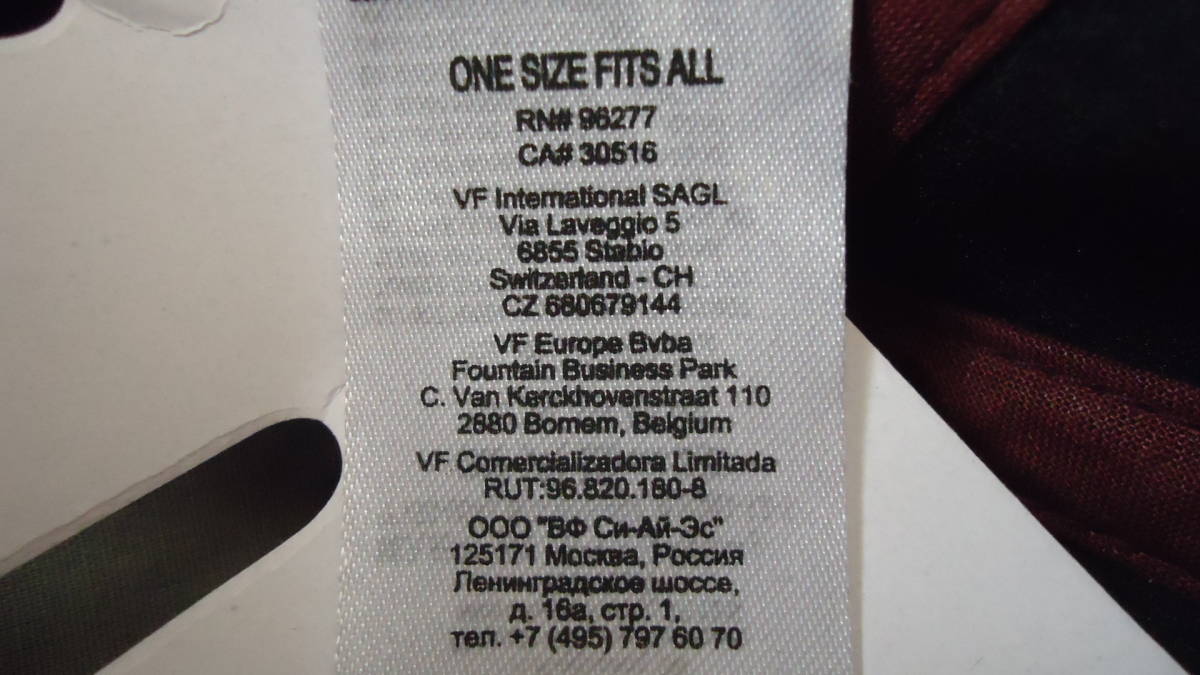 ONE SIZE FITS ALL
RN# 96277
CA# 30516
VF International SAGL
Via Laveggio 5
6855 Stabio
Switzerland - CH
CZ 680679144
VF Europe Bvba
Fountain Business Park
C. Van Kerckhovenstraat 110
2880 Bornem, Belgium
VF Comercializadora Limitada
RUT:96.820.180-8
ООО "ВФ Си-Ай-Эс"
125171 Москва, Россия
Ленинградское шоссе,
д. 16а, стр. 1,
тел. +7 (495) 797 60 70